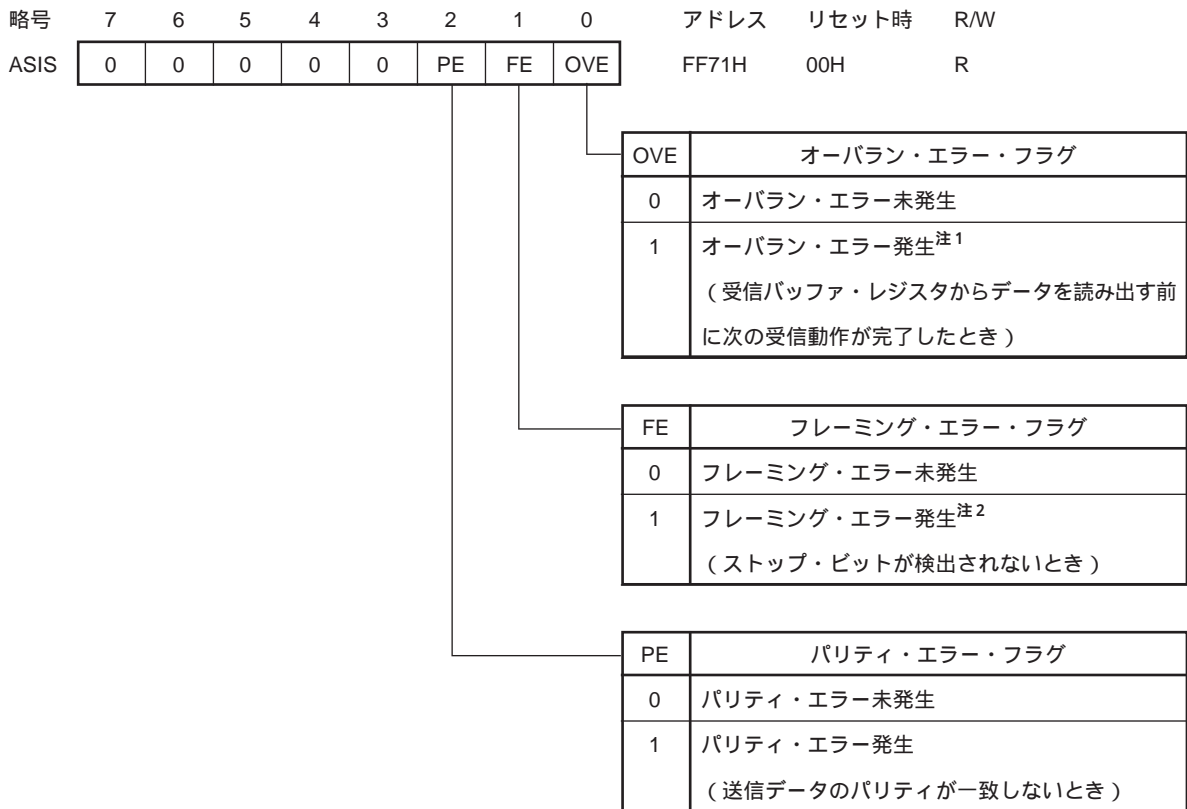 略号 7 6 5 4 3 2 1 0 アドレス リセット時 R/W
ASIS 0 0 0 0 0 PE FE OVE FF71H 00H R
OVE オーバラン・エラー・フラグ
0 オーバラン・エラー未発生
1 オーバラン・エラー発生注1
（受信バッファ・レジスタからデータを読み出す前
に次の受信動作が完了したとき）
FE フレーミング・エラー・フラグ
0 フレーミング・エラー未発生
1 フレーミング・エラー発生注2
（ストップ・ビットが検出されないとき）
PE パリティ・エラー・フラグ
0 パリティ・エラー未発生
1 パリティ・エラー発生
（送信データのパリティが一致しないとき）